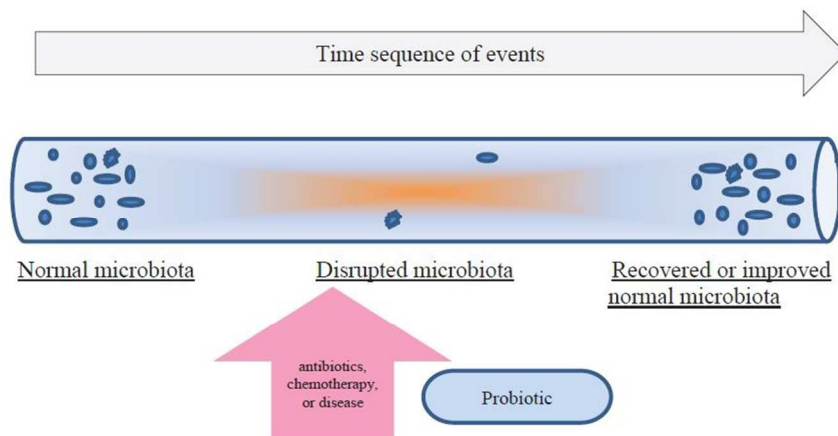 Time sequence of events
Normal microbiota
Disrupted microbiota
Recovered or improved
normal microbiota
antibiotics,
chemotherapy,
or disease
Probiotic